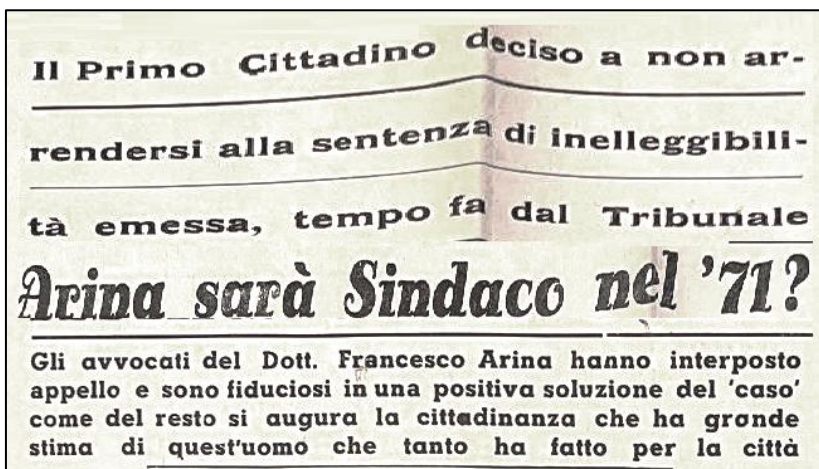 Il Primo Cittadino deciso a non ar-
rendersi alla sentenza di inelleggibili-
tà emessa, tempo fa dal Tribunale
Arina sarà Sindaco nel '71?
Gli avvocati del Dott. Francesco Arina hanno interposto
appello e sono fiduciosi in una positiva soluzione del 'caso'
come del resto si augura la cittadinanza che ha grande
stima di quest'uomo che tanto ha fatto per la città